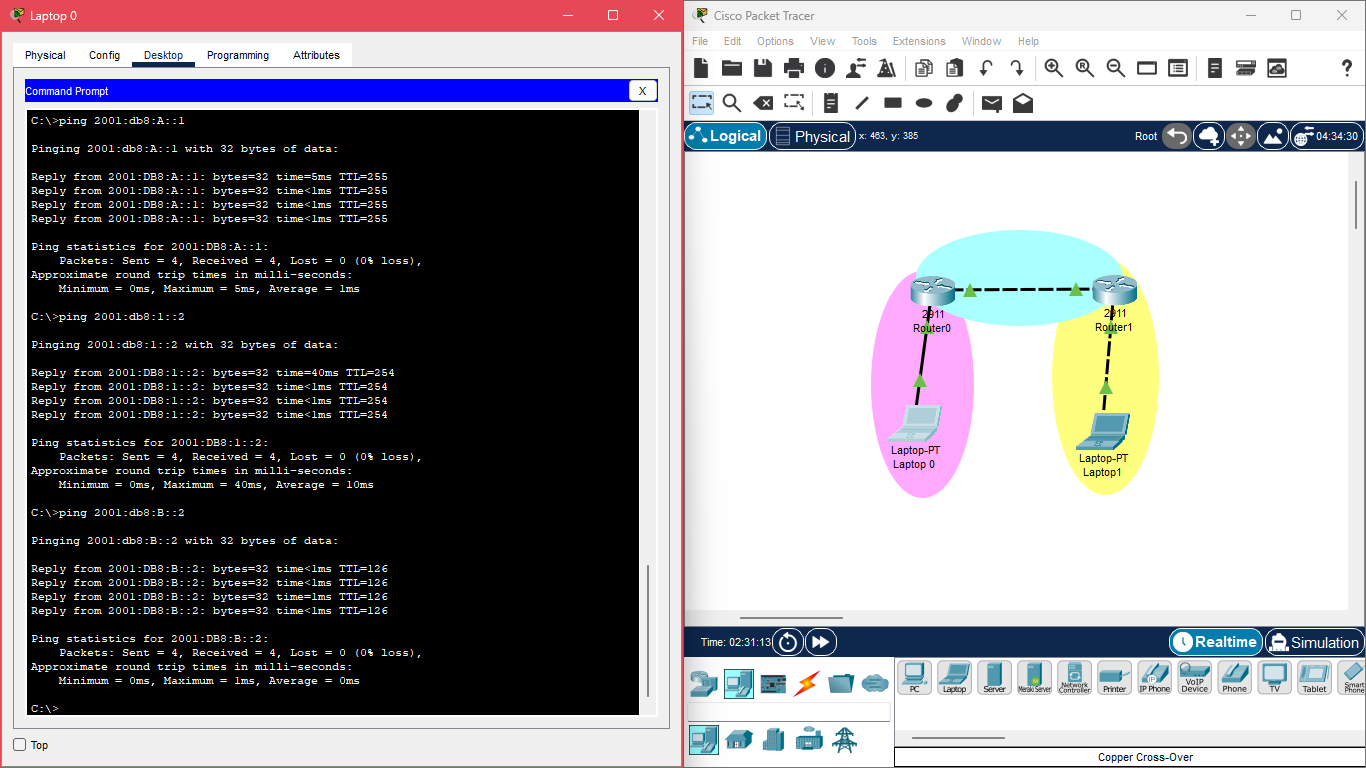 Laptop 0
Physical Config Desktop Programming Attributes
Command Prompt
X
C:\>ping 2001:db8:A::1
Pinging 2001:db8:A::1 with 32 bytes of data:
Reply from 2001:DB8:A::1: bytes=32 time=5ms TTL=255
Reply from 2001:DB8:A::1: bytes=32 time<1ms TTL=255
Reply from 2001:DB8:A::1: bytes=32 time<1ms TTL=255
Reply from 2001:DB8:A::1: bytes=32 time<1ms TTL=255
Ping statistics for 2001:DB8:A::1:
Packets: Sent = 4, Received = 4, Lost = 0 (0% loss),
Approximate round trip times in milli-seconds:
Minimum = 0ms, Maximum = 5ms, Average = 1ms
C:\>ping 2001:db8:1::2
Pinging 2001:db8:1::2 with 32 bytes of data:
Reply from 2001:DB8:1::2: bytes=32 time=40ms TTL=254
Reply from 2001:DB8:1::2: bytes=32 time<1ms TTL=254
Reply from 2001:DB8:1::2: bytes=32 time<1ms TTL=254
Reply from 2001:DB8:1::2: bytes=32 time<1ms TTL=254
Ping statistics for 2001:DB8:1::2:
Packets: Sent = 4, Received = 4, Lost = 0 (0% loss),
Approximate round trip times in milli-seconds:
Minimum = 0ms, Maximum = 40ms, Average = 10ms
C:\>ping 2001:db8:B::2
Pinging 2001:db8:B::2 with 32 bytes of data:
Reply from 2001:DB8:B::2: bytes=32 time<1ms TTL=126
Reply from 2001:DB8:B::2: bytes=32 time<1ms TTL=126
Reply from 2001:DB8:B::2: bytes=32 time=1ms TTL=126
Reply from 2001:DB8:B::2: bytes=32 time<1ms TTL=126
Ping statistics for 2001:DB8:B::2:
Packets: Sent = 4, Received = 4, Lost = 0 (0% loss),
Approximate round trip times in milli-seconds:
Minimum = 0ms, Maximum = 1ms, Average = 0ms
C:\>
Top
Cisco Packet Tracer
File Edit Options View Tools Extensions Window Help
Logical Physical x: 463, y: 385 Root 04:34:30
2911
Router0
2911
Router1
Laptop-PT
Laptop 0
Laptop-PT
Laptop1
Time: 02:31:13 Realtime Simulation
PC
Laptop
Server
Meraki Server
Network
Controller
Printer
IP Phone
VoIP
Device
Phone
TV
Tablet
Smart
Phone
Copper Cross-Over